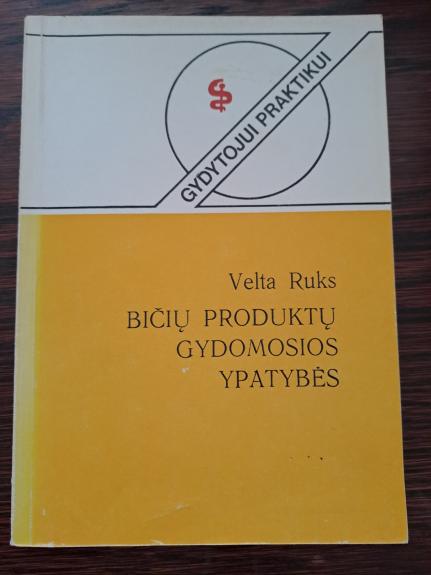 GYDYTOJUI PRAKTIKUI
Velta Ruks
BIČIŲ PRODUKTŲ
GYDOMOSIOS
YPATYBĖS